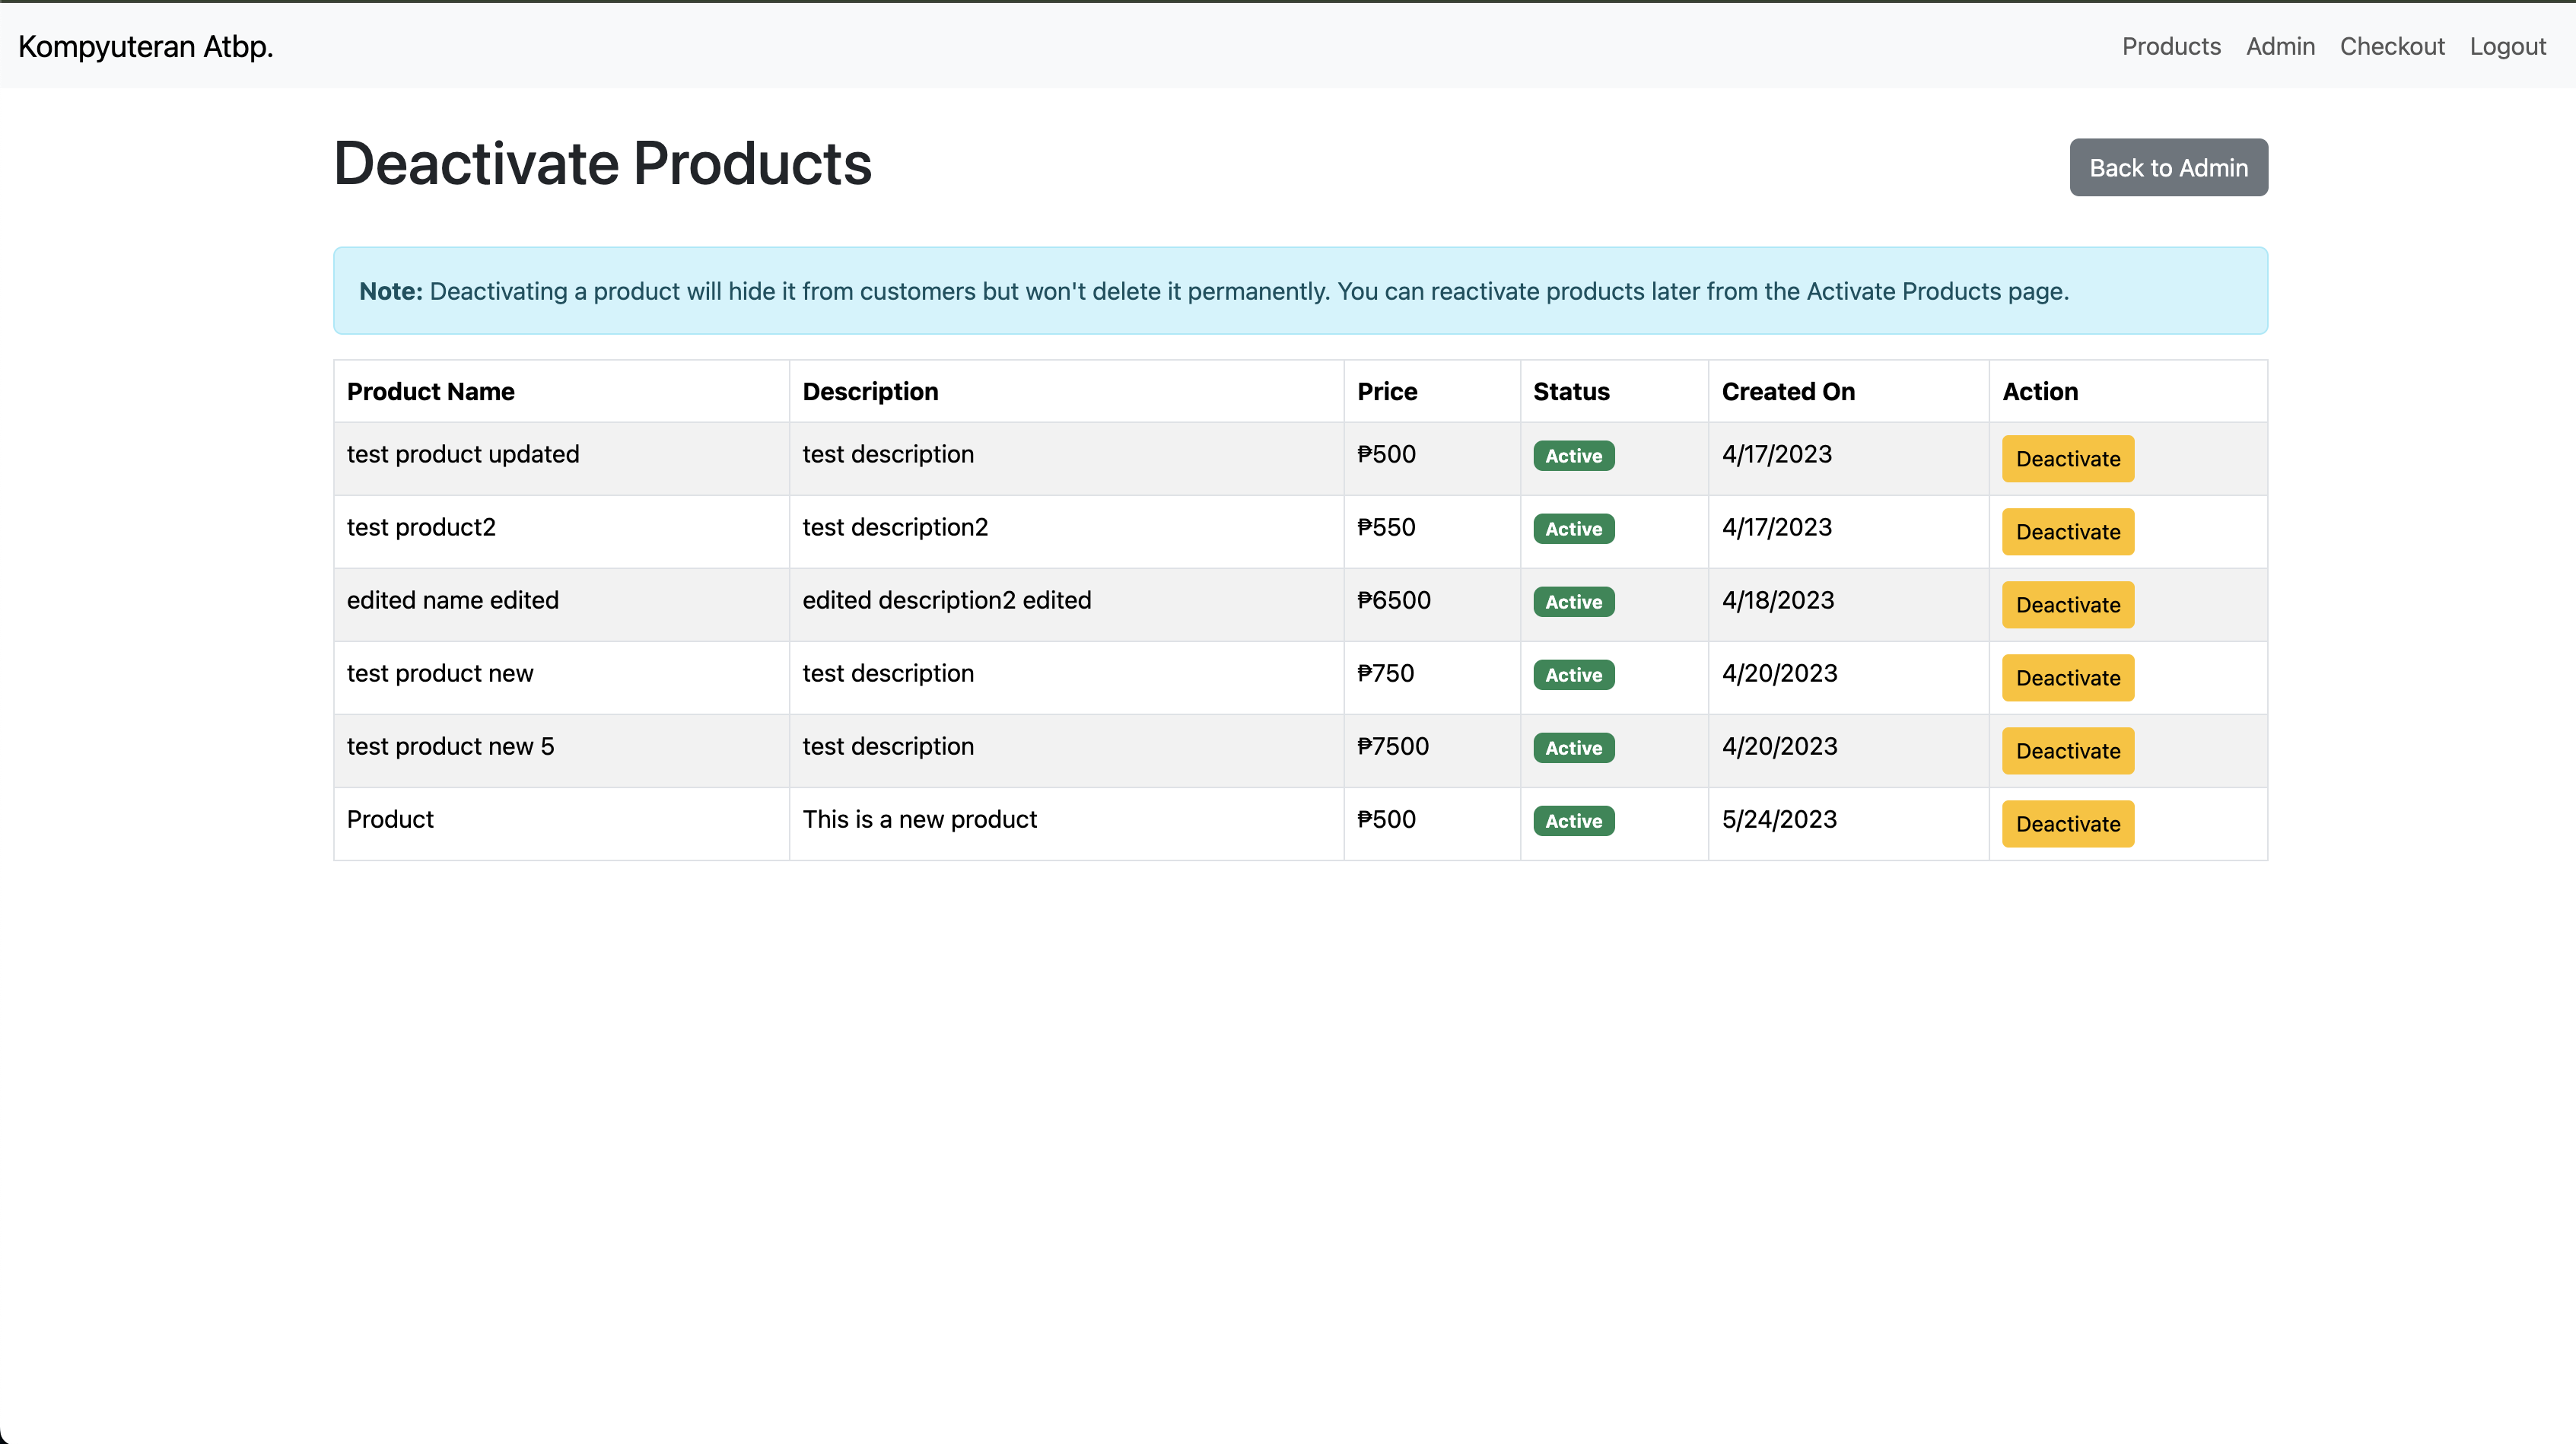 Kompyuteran Atbp.
Products Admin Checkout Logout
Deactivate Products
Back to Admin
Note: Deactivating a product will hide it from customers but won't delete it permanently. You can reactivate products later from the Activate Products page.
Product Name Description Price Status Created On Action
test product updated test description ₱500 Active 4/17/2023 Deactivate
test product2 test description2 ₱550 Active 4/17/2023 Deactivate
edited name edited edited description2 edited ₱6500 Active 4/18/2023 Deactivate
test product new test description ₱750 Active 4/20/2023 Deactivate
test product new 5 test description ₱7500 Active 4/20/2023 Deactivate
Product This is a new product ₱500 Active 5/24/2023 Deactivate